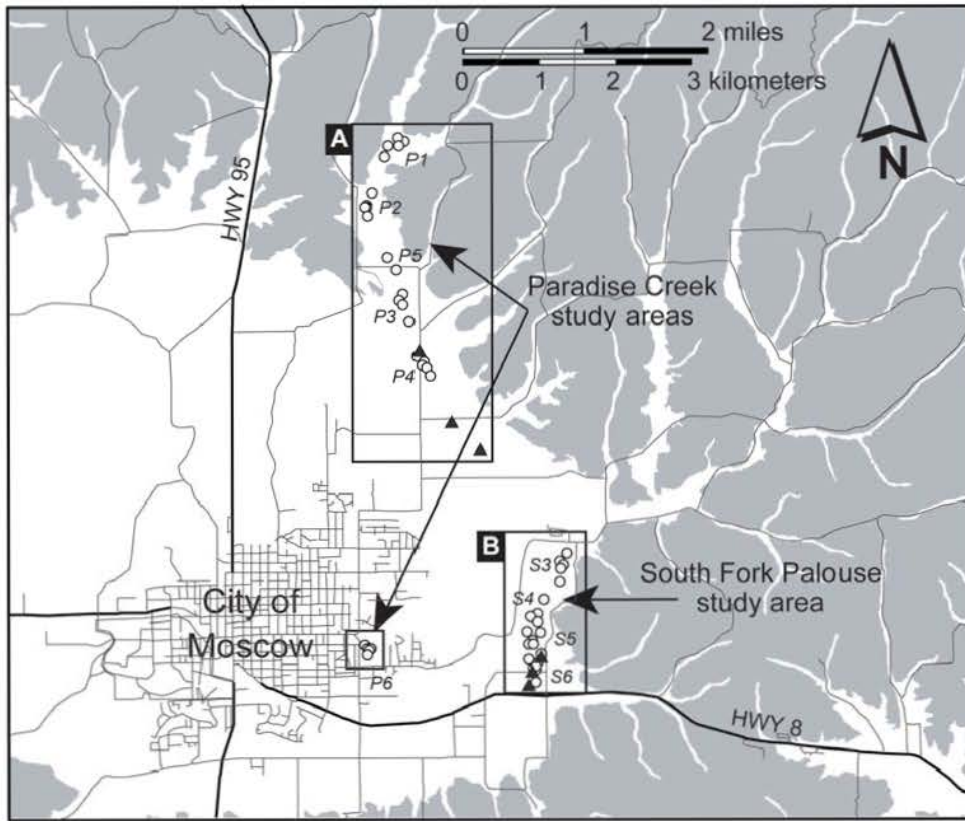 0 1 2 miles
0 1 2 3 kilometers
N
A
P1
HWY 95
P2
P5
Paradise Creek
study areas
P3
P4
B
S3
South Fork Palouse
study area
S4
City of
Moscow
S5
P6
S6
HWY 8